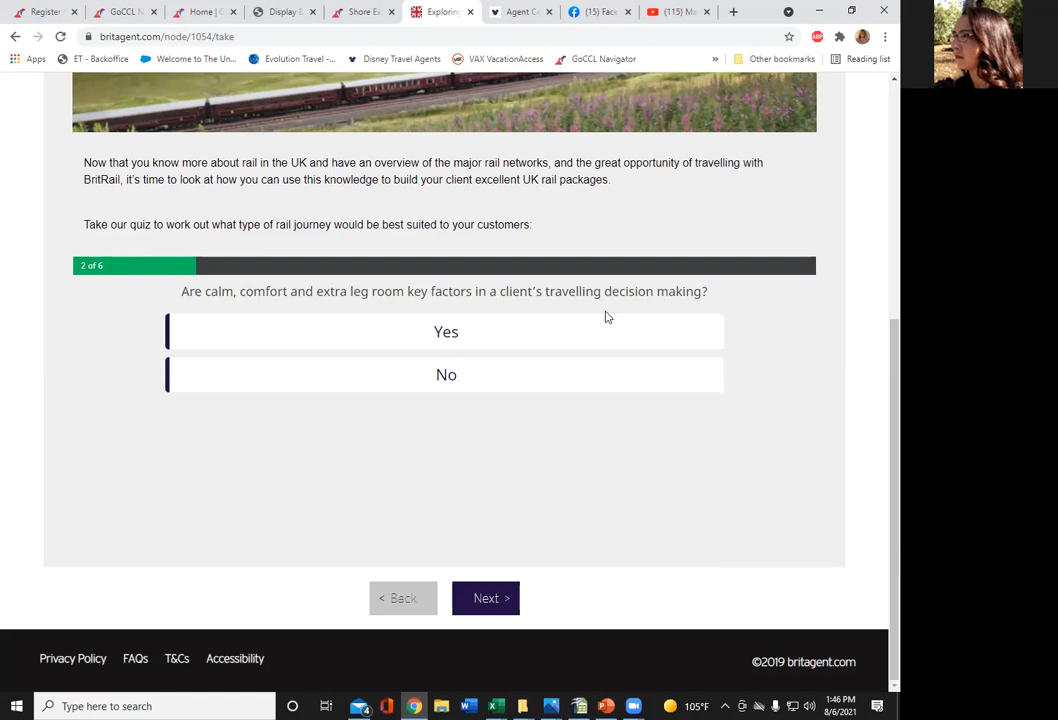 Register
GoCCL N
Home | G
Display E
Shore Ex
Exploring
Agent Ce
(15) Face
(115) Ma
britagent.com/node/1054/take
ABP
Apps
ET - Backoffice
Welcome to The Un...
Evolution Travel -...
Disney Travel Agents
VAX VacationAccess
GoCCL Navigator
»
Other bookmarks
Reading list
Now that you know more about rail in the UK and have an overview of the major rail networks, and the great opportunity of travelling with
BritRail, it's time to look at how you can use this knowledge to build your client excellent UK rail packages.
Take our quiz to work out what type of rail journey would be best suited to your customers:
2 of 6
Are calm, comfort and extra leg room key factors in a client's travelling decision making?
Yes
No
< Back
Next >
Privacy Policy
FAQs
T&Cs
Accessibility
©2019 britagent.com
Type here to search
4
105°F
1:46 PM
8/6/2021